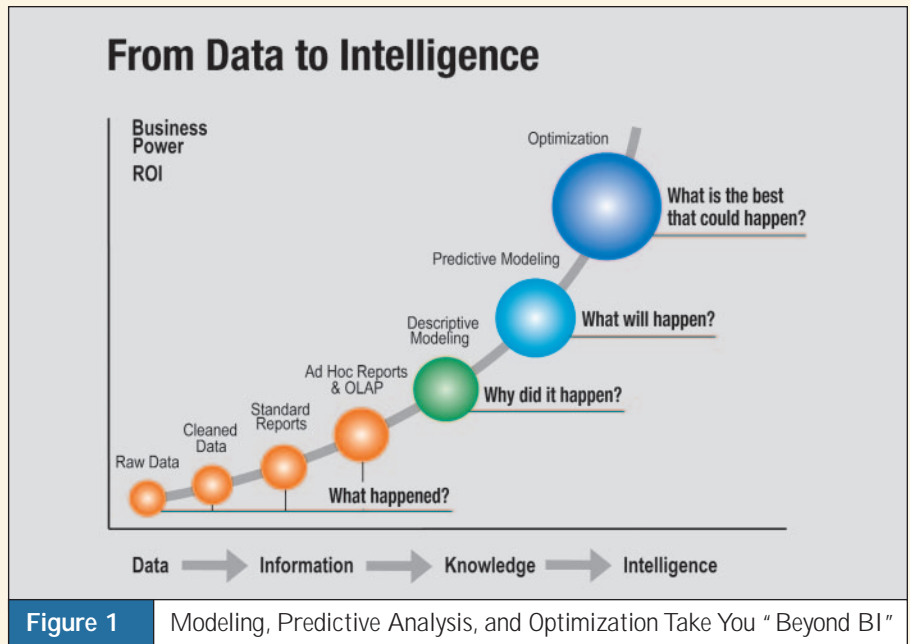 From Data to Intelligence
Business
Power
ROI
Optimization
What is the best
that could happen?
Predictive Modeling
What will happen?
Descriptive
Modeling
Why did it happen?
Ad Hoc Reports
& OLAP
Standard
Reports
Cleaned
Data
Raw Data
What happened?
Data Information Knowledge Intelligence
Figure 1 Modeling, Predictive Analysis, and Optimization Take You "Beyond BI"